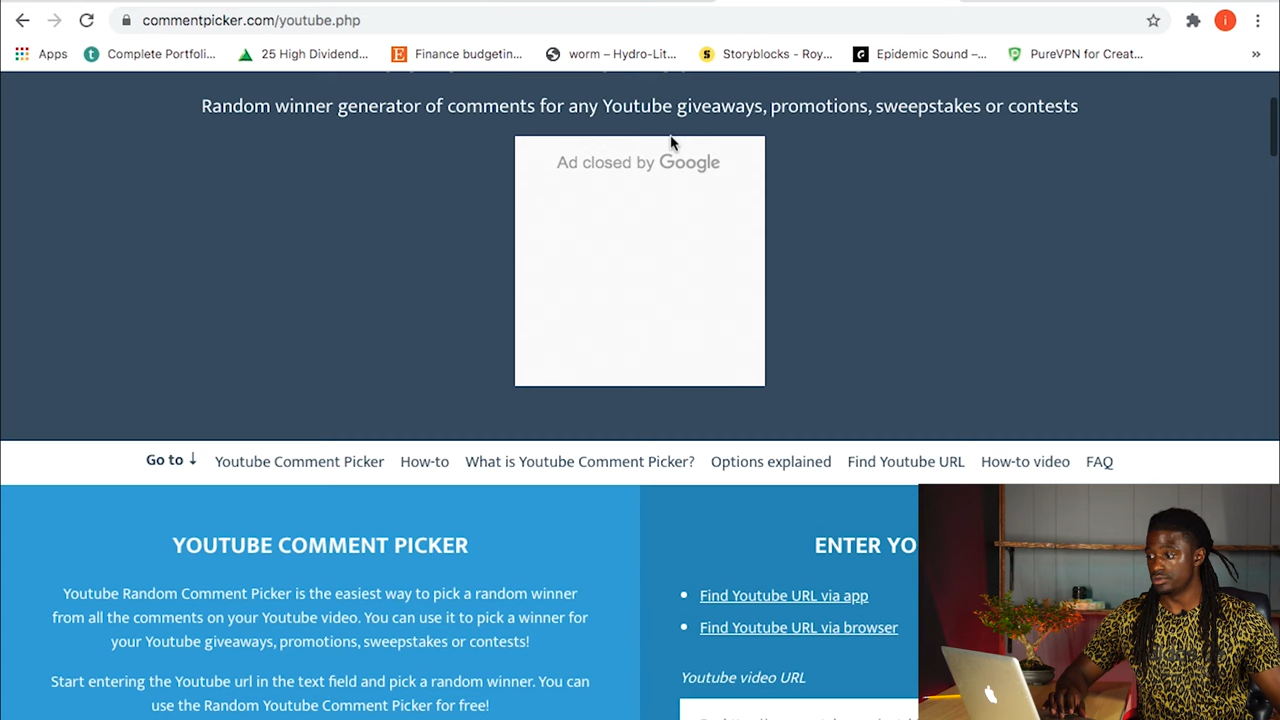 commentpicker.com/youtube.php
i
Apps
Complete Portfoli...
25 High Dividend...
Finance budgetin...
worm – Hydro-Lit...
Storyblocks - Roy...
Epidemic Sound –...
PureVPN for Creat...
»
Random winner generator of comments for any Youtube giveaways, promotions, sweepstakes or contests
Ad closed by Google
Go to ↓ Youtube Comment Picker How-to What is Youtube Comment Picker? Options explained Find Youtube URL How-to video FAQ
YOUTUBE COMMENT PICKER
Youtube Random Comment Picker is the easiest way to pick a random winner
from all the comments on your Youtube video. You can use it to pick a winner for
your Youtube giveaways, promotions, sweepstakes or contests!
Start entering the Youtube url in the text field and pick a random winner. You can
use the Random Youtube Comment Picker for free!
ENTER YO
Find Youtube URL via app
Find Youtube URL via browser
Youtube video URL